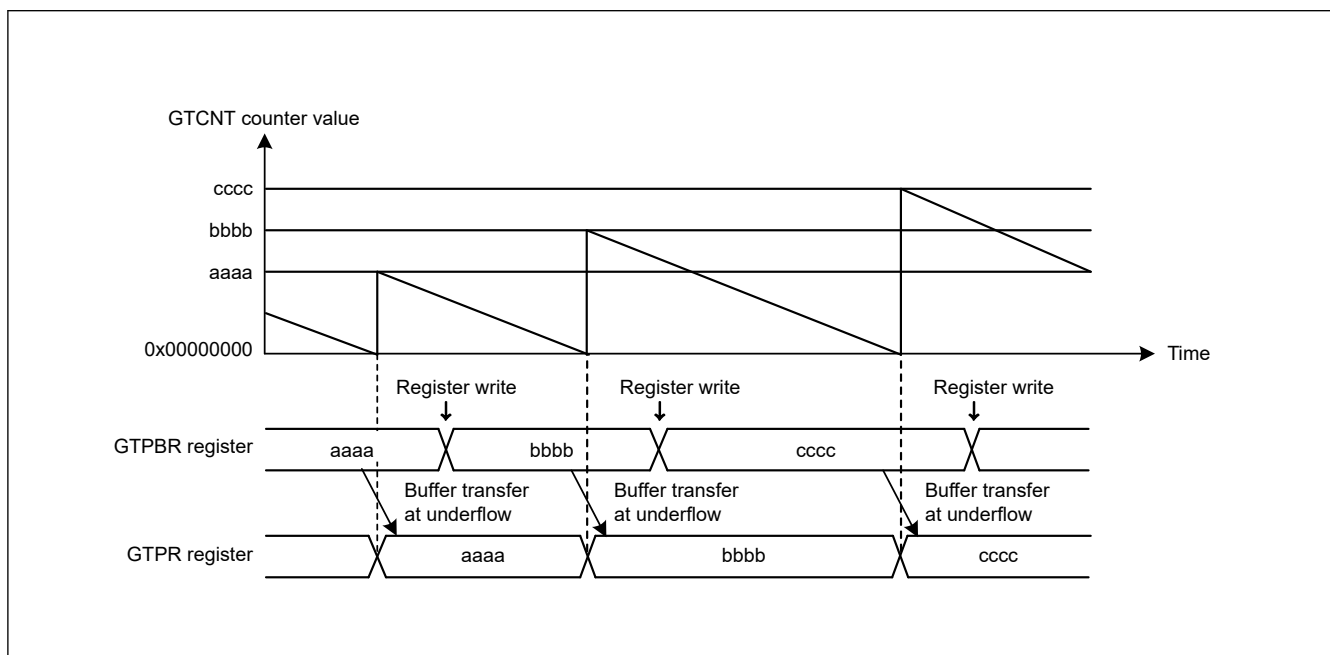 GTCNT counter value
cccc
bbbb
aaaa
0x00000000
Time
Register write
Register write
Register write
GTPBR register
aaaa
bbbb
cccc
Buffer transfer
at underflow
Buffer transfer
at underflow
Buffer transfer
at underflow
GTPR register
aaaa
bbbb
cccc